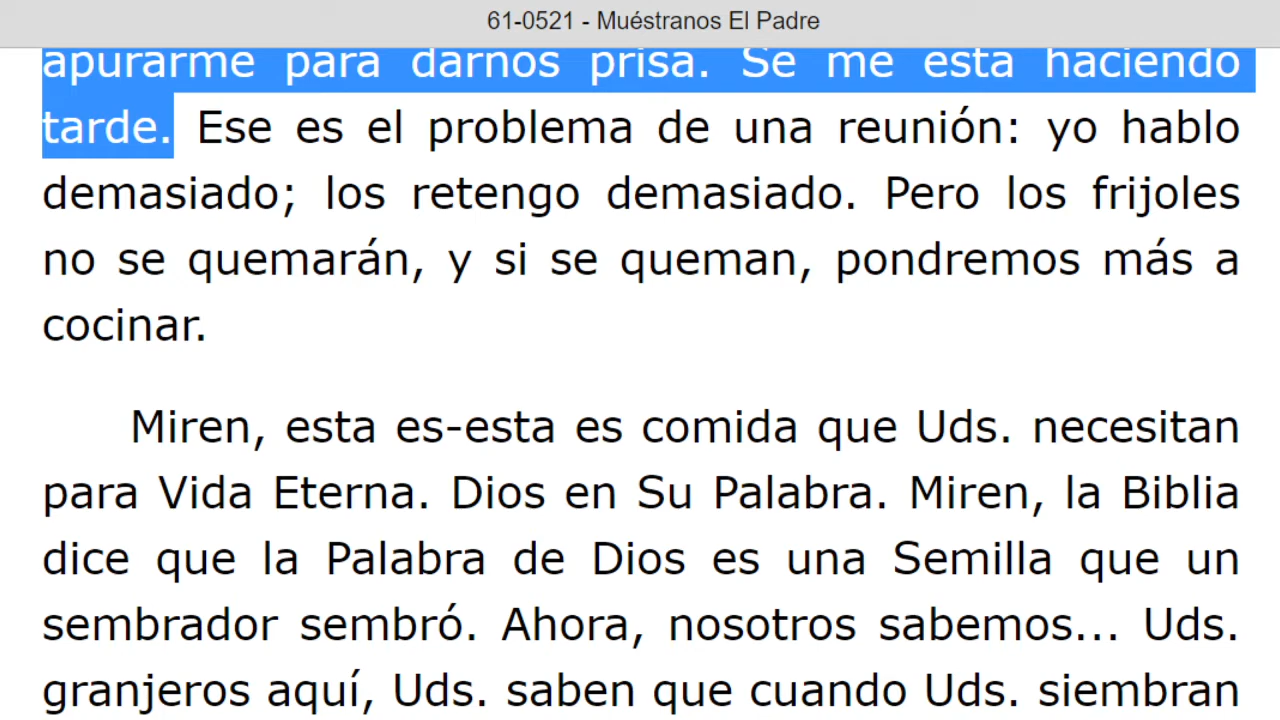 61-0521 - Muéstranos El Padre
apurarme para darnos prisa. Se me está haciendo
tarde. Ese es el problema de una reunión: yo hablo
demasiado; los retengo demasiado. Pero los frijoles
no se quemarán, y si se queman, pondremos más a
cocinar.
Miren, esta es-esta es comida que Uds. necesitan
para Vida Eterna. Dios en Su Palabra. Miren, la Biblia
dice que la Palabra de Dios es una Semilla que un
sembrador sembró. Ahora, nosotros sabemos... Uds.
granjeros aquí, Uds. saben que cuando Uds. siembran